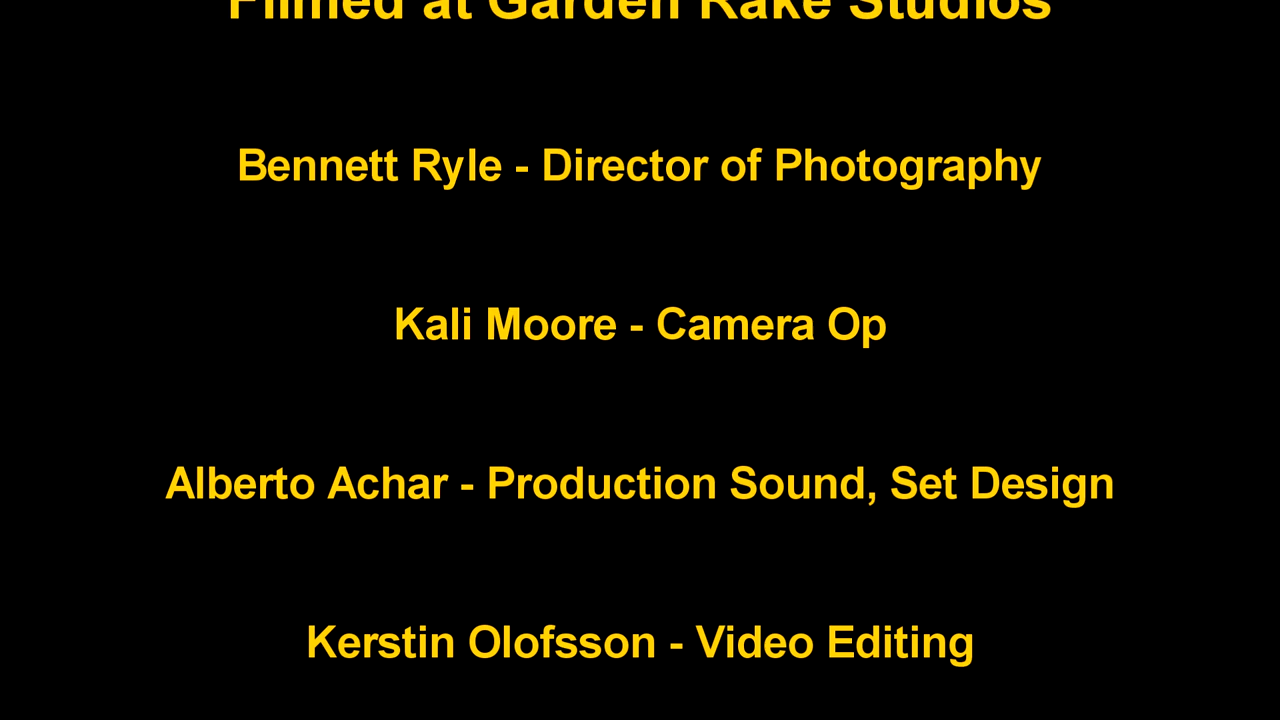 Filmed at Garden Rake Studios
Bennett Ryle - Director of Photography
Kali Moore - Camera Op
Alberto Achar - Production Sound, Set Design
Kerstin Olofsson - Video Editing